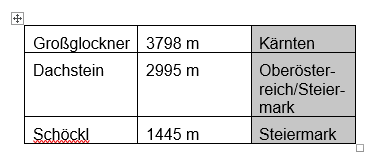 Großglockner 3798 m Kärnten
Dachstein 2995 m Oberöster-
reich/Steier-
mark
Schöckl 1445 m Steiermark